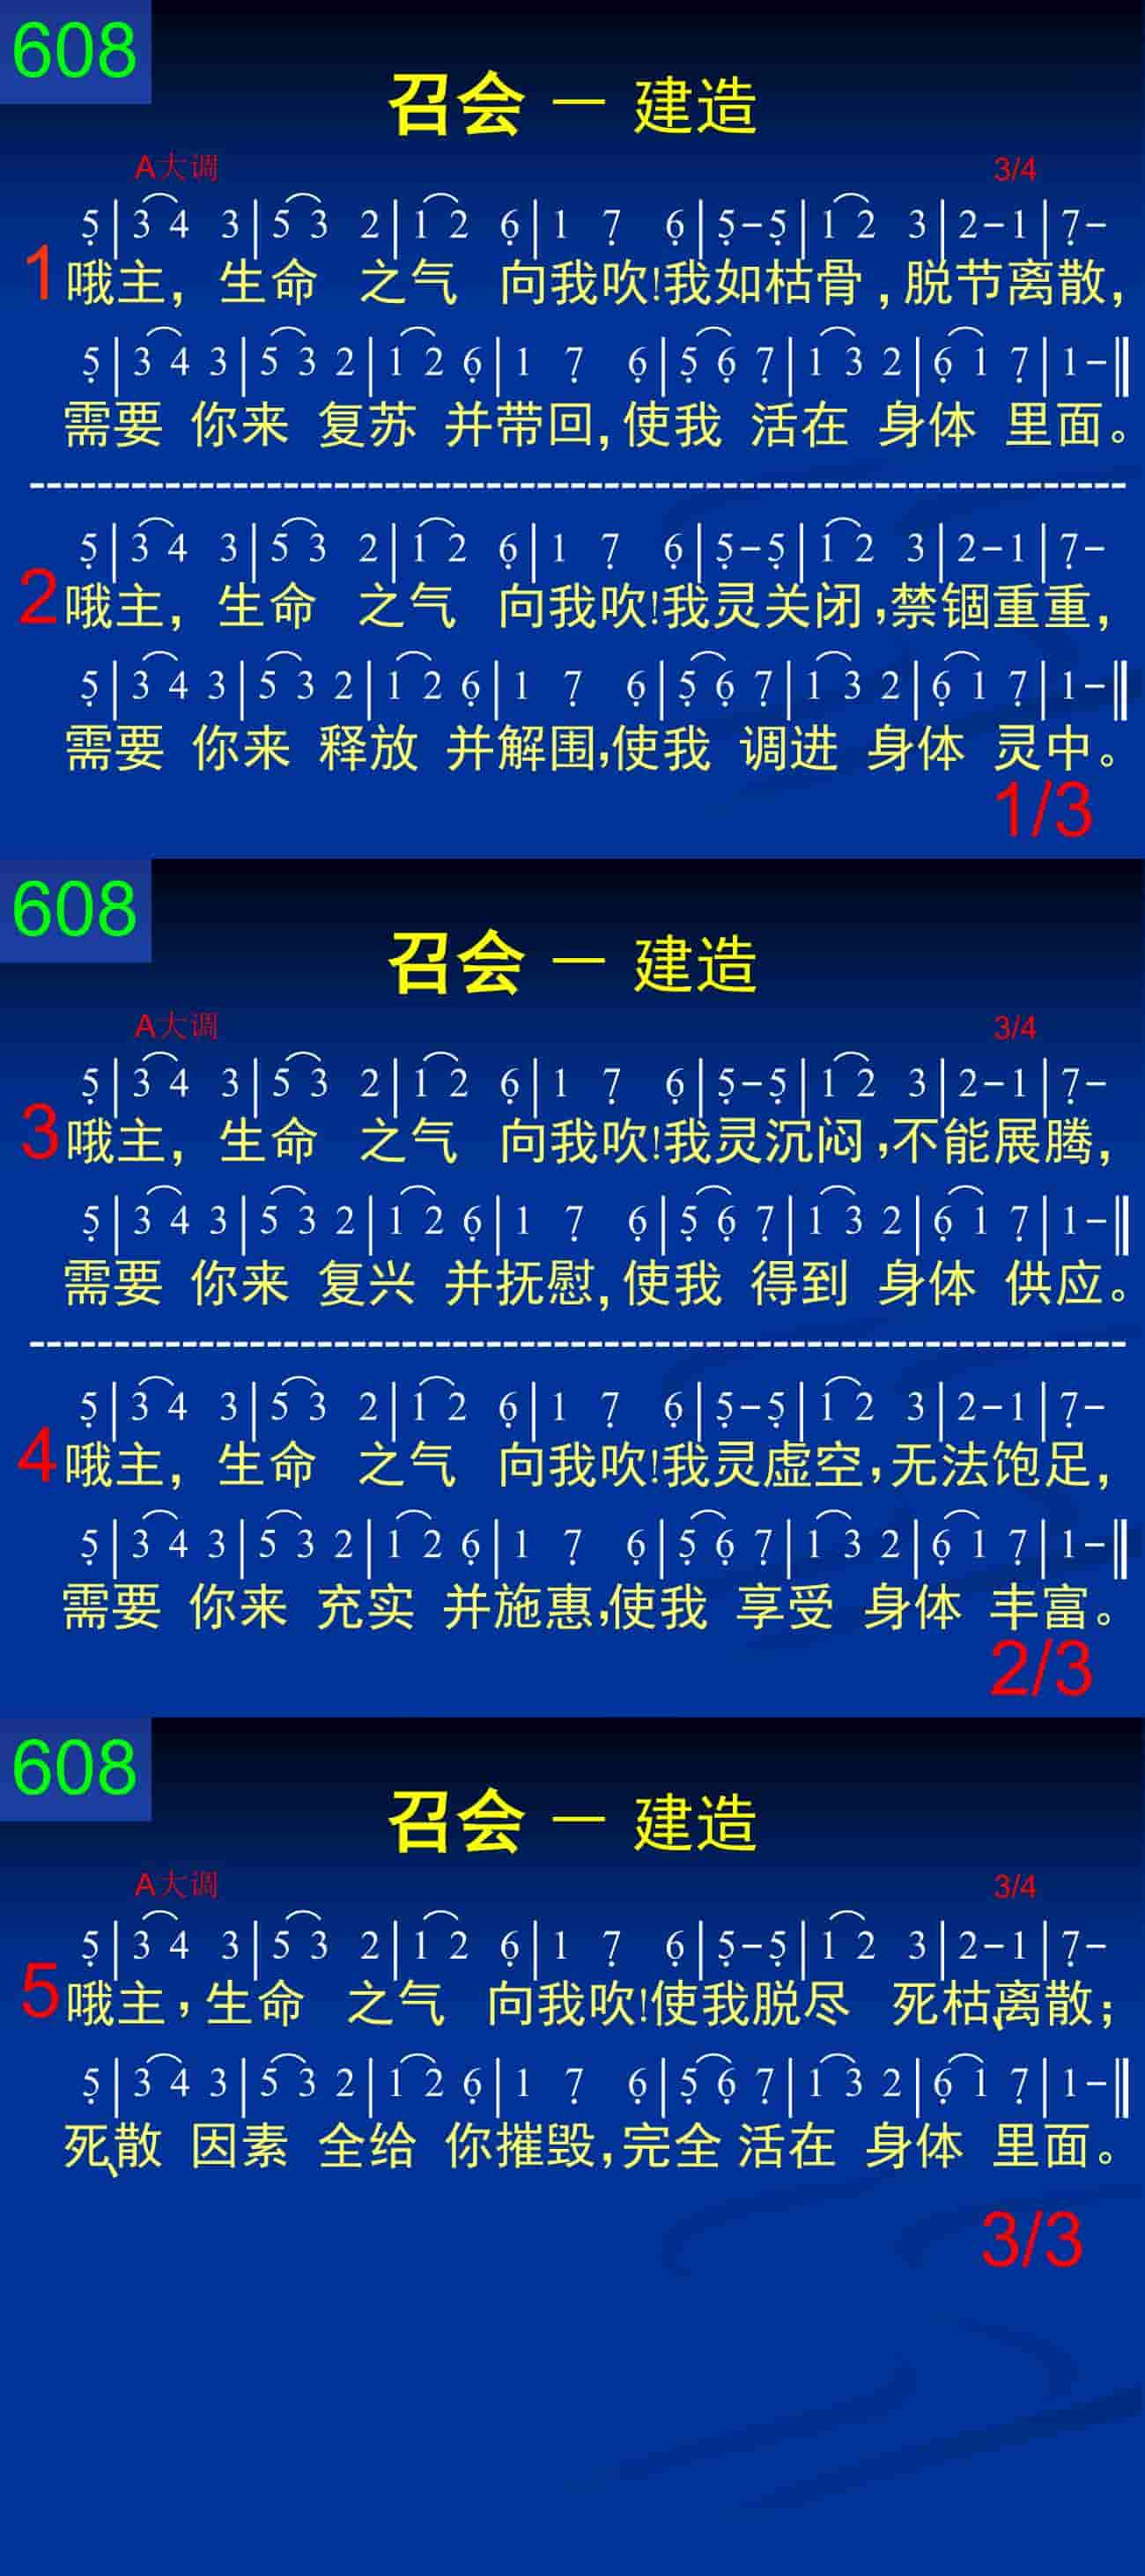 608
召会 － 建造
A大调 3/4
5|3 4 3|5 3 2|1 2 6|1 7 6|5-5|1 2 3|2-1|7-
1 哦主，生命 之气 向我吹!我如枯骨，脱节离散，
5|3 4 3|5 3 2|1 2 6|1 7 6|5 6 7|1 3 2|6 1 7|1-‖
需要 你来 复苏 并带回，使我 活在 身体 里面。
5|3 4 3|5 3 2|1 2 6|1 7 6|5-5|1 2 3|2-1|7-
2 哦主，生命 之气 向我吹!我灵关闭，禁锢重重，
5|3 4 3|5 3 2|1 2 6|1 7 6|5 6 7|1 3 2|6 1 7|1-‖
需要 你来 释放 并解围，使我 调进 身体 灵中。
1/3
608
召会 － 建造
A大调 3/4
5|3 4 3|5 3 2|1 2 6|1 7 6|5-5|1 2 3|2-1|7-
3 哦主，生命 之气 向我吹!我灵沉闷，不能展腾，
5|3 4 3|5 3 2|1 2 6|1 7 6|5 6 7|1 3 2|6 1 7|1-‖
需要 你来 复兴 并抚慰，使我 得到 身体 供应。
5|3 4 3|5 3 2|1 2 6|1 7 6|5-5|1 2 3|2-1|7-
4 哦主，生命 之气 向我吹!我灵虚空，无法饱足，
5|3 4 3|5 3 2|1 2 6|1 7 6|5 6 7|1 3 2|6 1 7|1-‖
需要 你来 充实 并施惠，使我 享受 身体 丰富。
2/3
608
召会 － 建造
A大调 3/4
5|3 4 3|5 3 2|1 2 6|1 7 6|5-5|1 2 3|2-1|7-
5 哦主，生命 之气 向我吹!使我脱尽 死枯、离散；
5|3 4 3|5 3 2|1 2 6|1 7 6|5 6 7|1 3 2|6 1 7|1-‖
死、散 因素 全给 你摧毁，完全 活在 身体 里面。
3/3